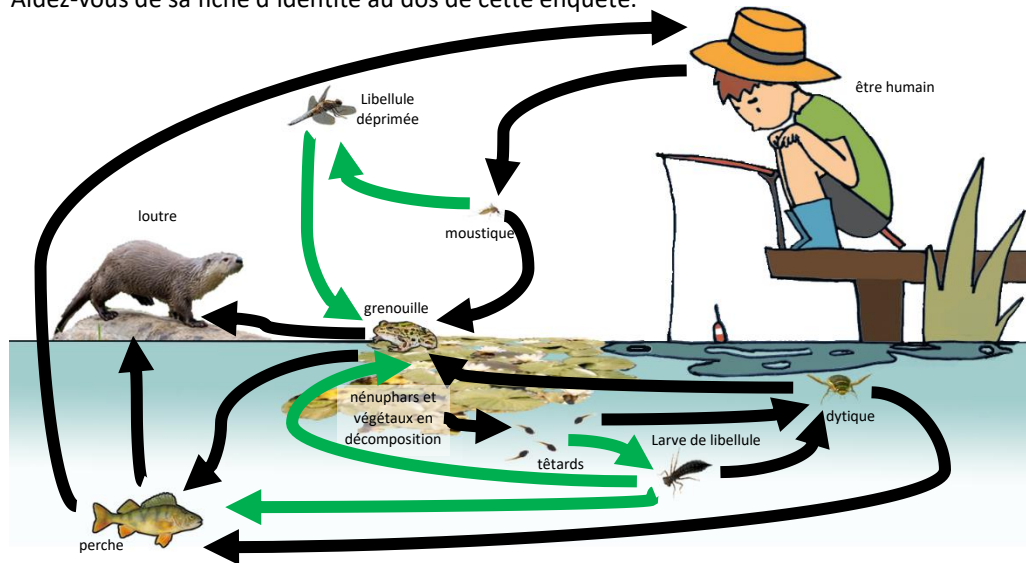 Aidez-vous de sa fiche d'identité au dos de cette enquête.
être humain
Libellule
déprimée
loutre
moustique
grenouille
nénuphars et
végétaux en
décomposition
dytique
Larve de libellule
têtards
perche